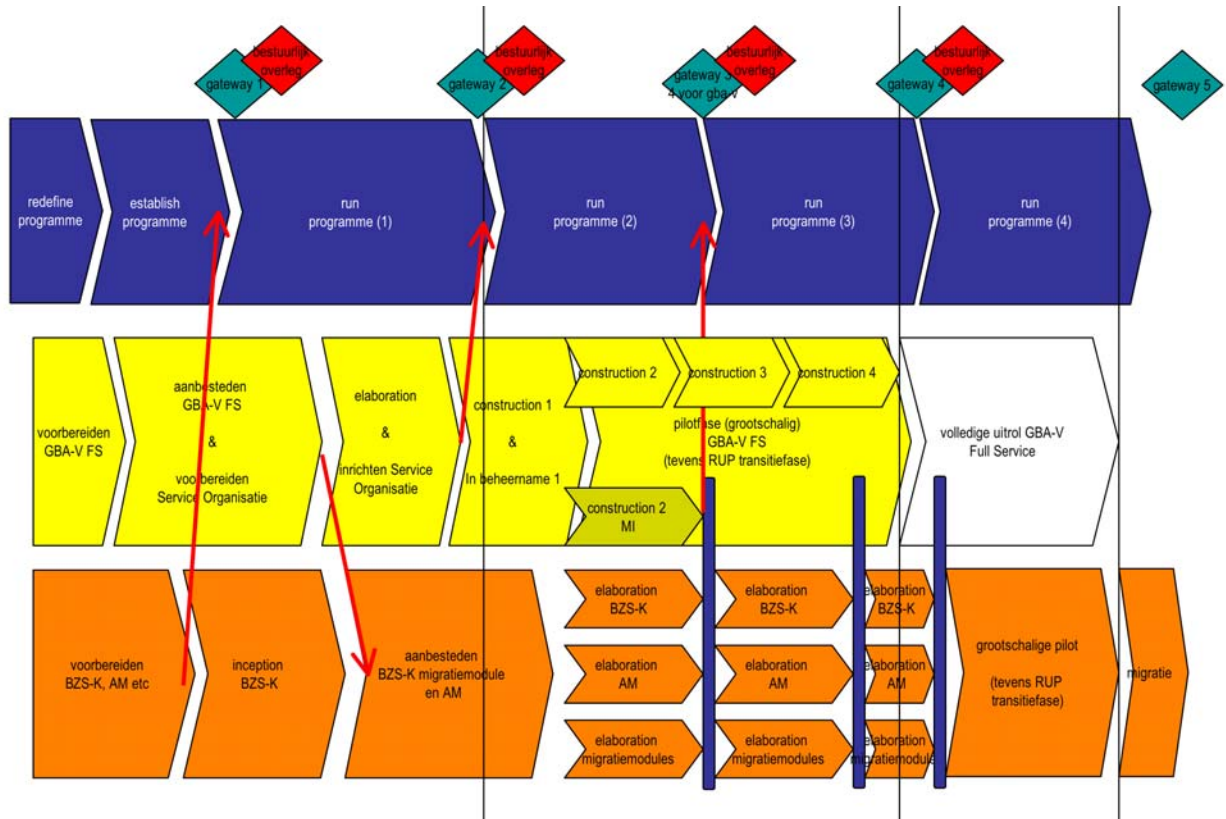 bestuurlijk
overleg
gateway 1
bestuurlijk
overleg
gateway 2
bestuurlijk
overleg
gateway 3
4 voor gba-v
bestuurlijk
overleg
gateway 4
gateway 5
redefine
programme
establish
programme
run
programme (1)
run
programme (2)
run
programme (3)
run
programme (4)
voorbereiden
GBA-V FS
aanbesteden
GBA-V FS
&
voorbereiden
Service Organisatie
elaboration
&
inrichten Service
Organisatie
construction 1
&
In beheername 1
construction 2
construction 3
construction 4
pilotfase (grootschalig)
GBA-V FS
(tevens RUP transitiefase)
construction 2
MI
volledige uitrol GBA-V
Full Service
voorbereiden
BZS-K, AM etc
inception
BZS-K
aanbesteden
BZS-K migratiemodule
en AM
elaboration
BZS-K
elaboration
BZS-K
elaboration
BZS-K
elaboration
AM
elaboration
AM
elaboration
AM
elaboration
migratiemodules
elaboration
migratiemodules
elaboration
migratiemodules
grootschalige pilot
(tevens RUP
transitiefase)
migratie